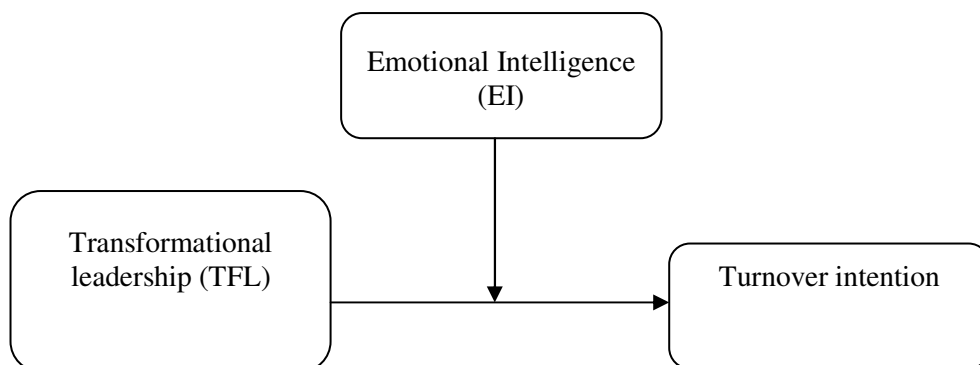 Emotional Intelligence
(EI)
Transformational
leadership (TFL)
Turnover intention